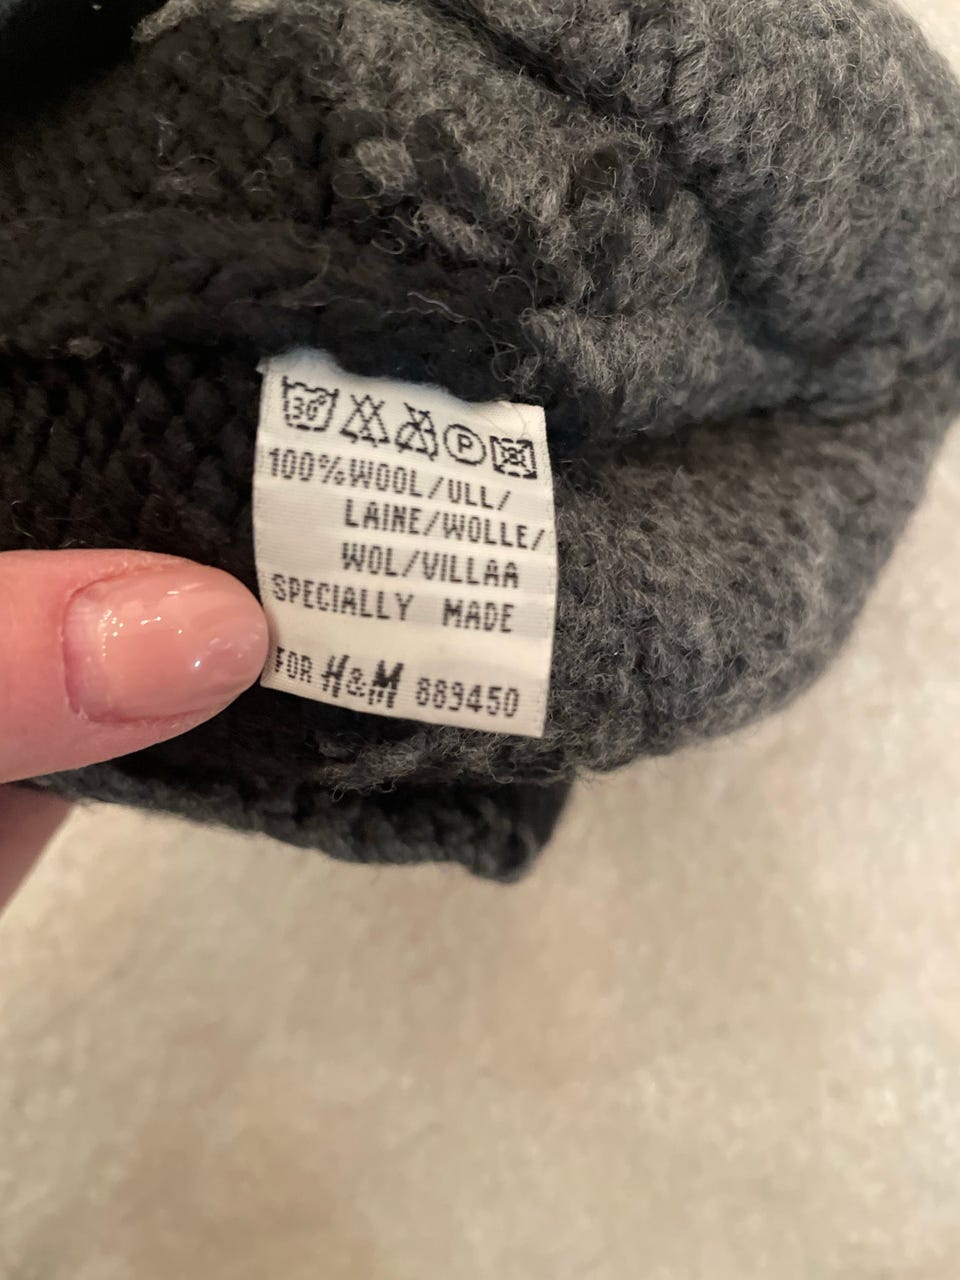 30°
P
100%WOOL/ULL/
LAINE/WOLLE/
WOL/VILLAA
SPECIALLY MADE
FOR H&M 889450